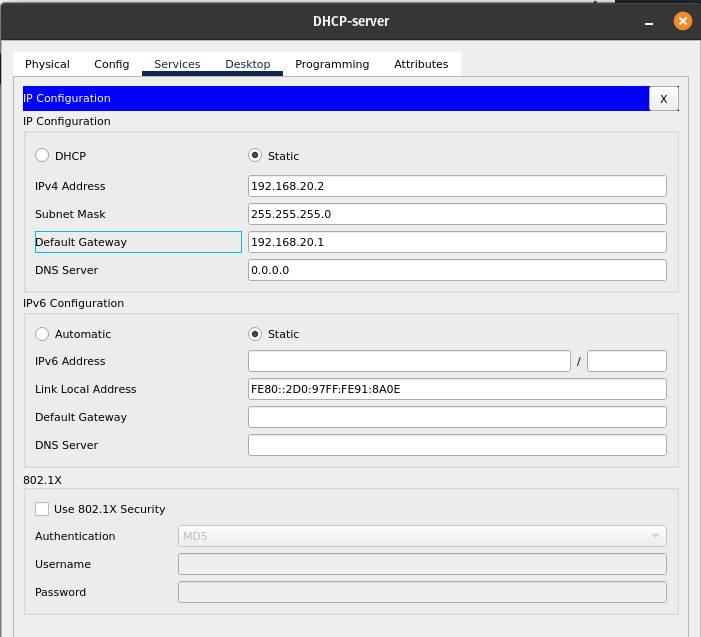 DHCP-server
Physical Config Services Desktop Programming Attributes
IP Configuration X
IP Configuration
DHCP Static
IPv4 Address 192.168.20.2
Subnet Mask 255.255.255.0
Default Gateway 192.168.20.1
DNS Server 0.0.0.0
IPv6 Configuration
Automatic Static
IPv6 Address /
Link Local Address FE80::2D0:97FF:FE91:8A0E
Default Gateway
DNS Server
802.1X
Use 802.1X Security
Authentication MD5
Username
Password